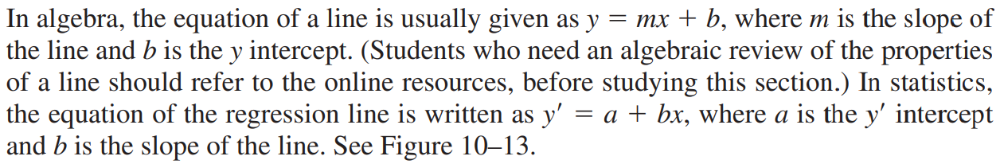 In algebra, the equation of a line is usually given as y = mx + b, where m is the slope of
the line and b is the y intercept. (Students who need an algebraic review of the properties
of a line should refer to the online resources, before studying this section.) In statistics,
the equation of the regression line is written as y′ = a + bx, where a is the y′ intercept
and b is the slope of the line. See Figure 10–13.